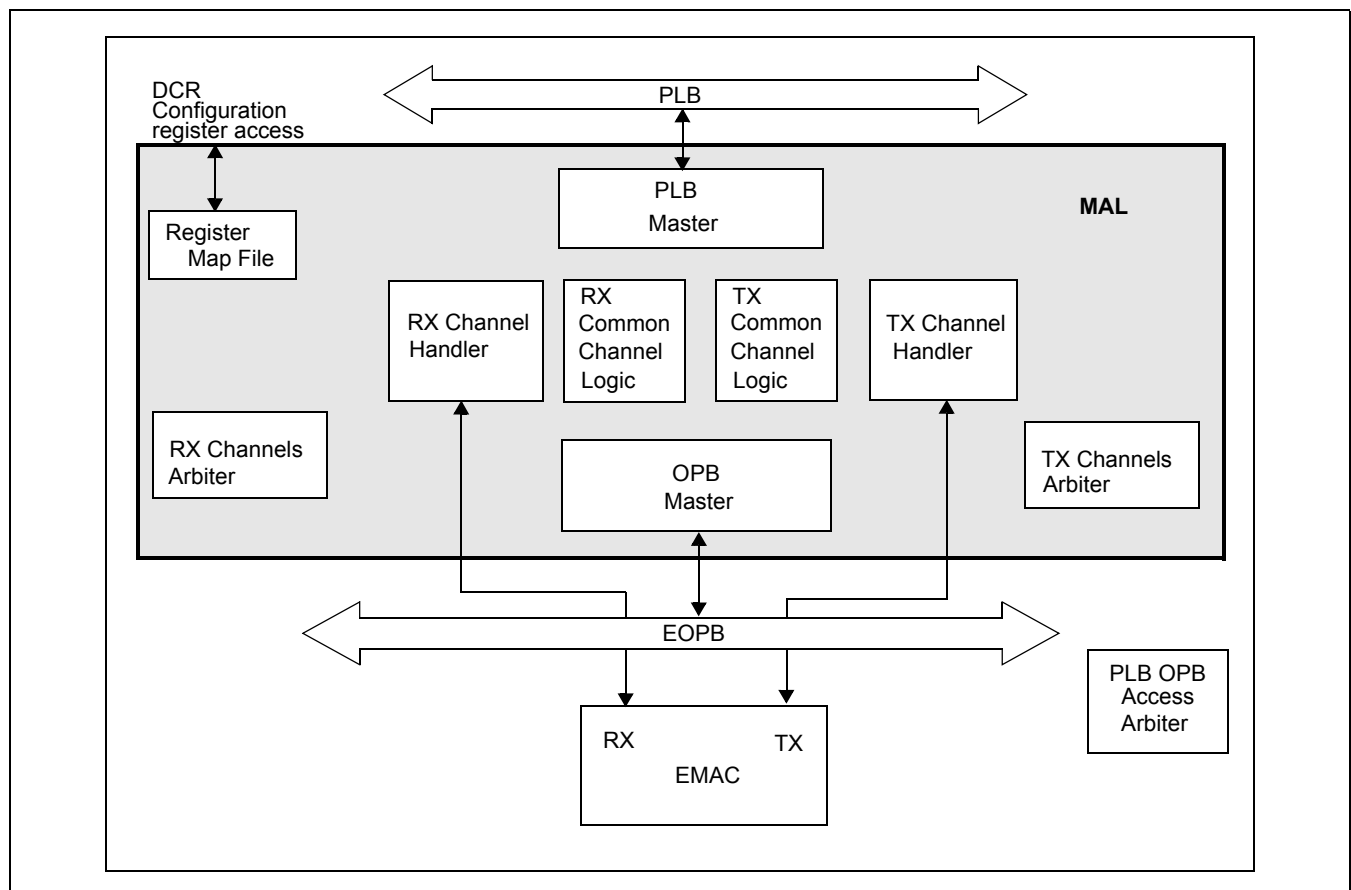 DCR
Configuration
register access
PLB
PLB
Master
MAL
Register
Map File
RX Channel
Handler
RX
Common
Channel
Logic
TX
Common
Channel
Logic
TX Channel
Handler
RX Channels
Arbiter
OPB
Master
TX Channels
Arbiter
EOPB
PLB OPB
Access
Arbiter
RX
TX
EMAC